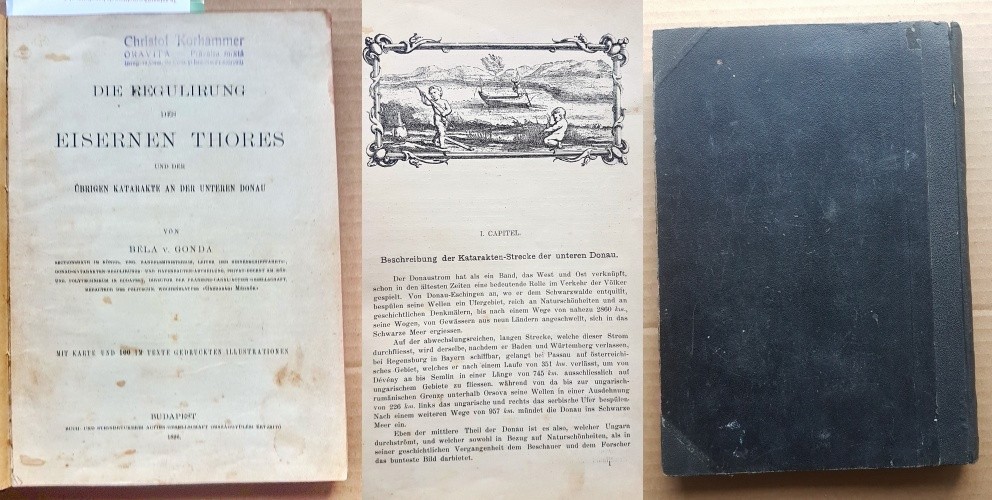 Christof Korhammer
ORAVITA
DIE REGULIRUNG
DES
EISERNEN THORES
UND DER
ÜBRIGEN KATARAKTE AN DER UNTEREN DONAU
VON
BÉLA v. GONDA
MIT KARTE UND 100 IM TEXTE GEDRUCKTEN ILLUSTRATIONEN
BUDAPEST
1896.
I. CAPITEL.
Beschreibung der Katarakten-Strecke der unteren Donau.
Der Donaustrom hat als ein Band, das West und Ost verknüpft,
schon in den ältesten Zeiten eine bedeutende Rolle im Verkehr der Völker
gespielt. Von Donau-Eschingen an, wo er dem Schwarzwalde entquillt,
bespülen seine Wellen ein Ufergebiet, reich an Naturschönheiten und an
geschichtlichen Denkmälern, bis nach einem Wege von nahezu 2860 km.,
seine Wogen, von Gewässern aus neun Ländern angeschwellt, sich in das
Schwarze Meer ergiessen.
Auf der abwechslungsreichen, langen Strecke, welche dieser Strom
durchfliesst, wird derselbe, nachdem er Baden und Württemberg verlassen,
bei Regensburg in Bayern schiffbar, gelangt bei Passau auf österreichi-
sches Gebiet, welches er nach einem Laufe von 351 km. verlässt, um von
Dévény an bis Semlin in einer Länge von 745 km. ausschliesslich auf
ungarischem Gebiete zu fliessen, während von da bis zur ungarisch-
rumänischen Grenze unterhalb Orsova seine Wellen in einer Ausdehnung
von 226 km. links das ungarische und rechts das serbische Ufer bespülen.
Nach einem weiteren Wege von 957 km. mündet die Donau ins Schwarze
Meer ein.
Eben der mittlere Theil der Donau ist es also, welcher Ungarn
durchströmt, und welcher sowohl in Bezug auf Naturschönheiten, als in
seiner geschichtlichen Vergangenheit dem Beschauer und dem Forscher
das bunteste Bild darbietet.
1